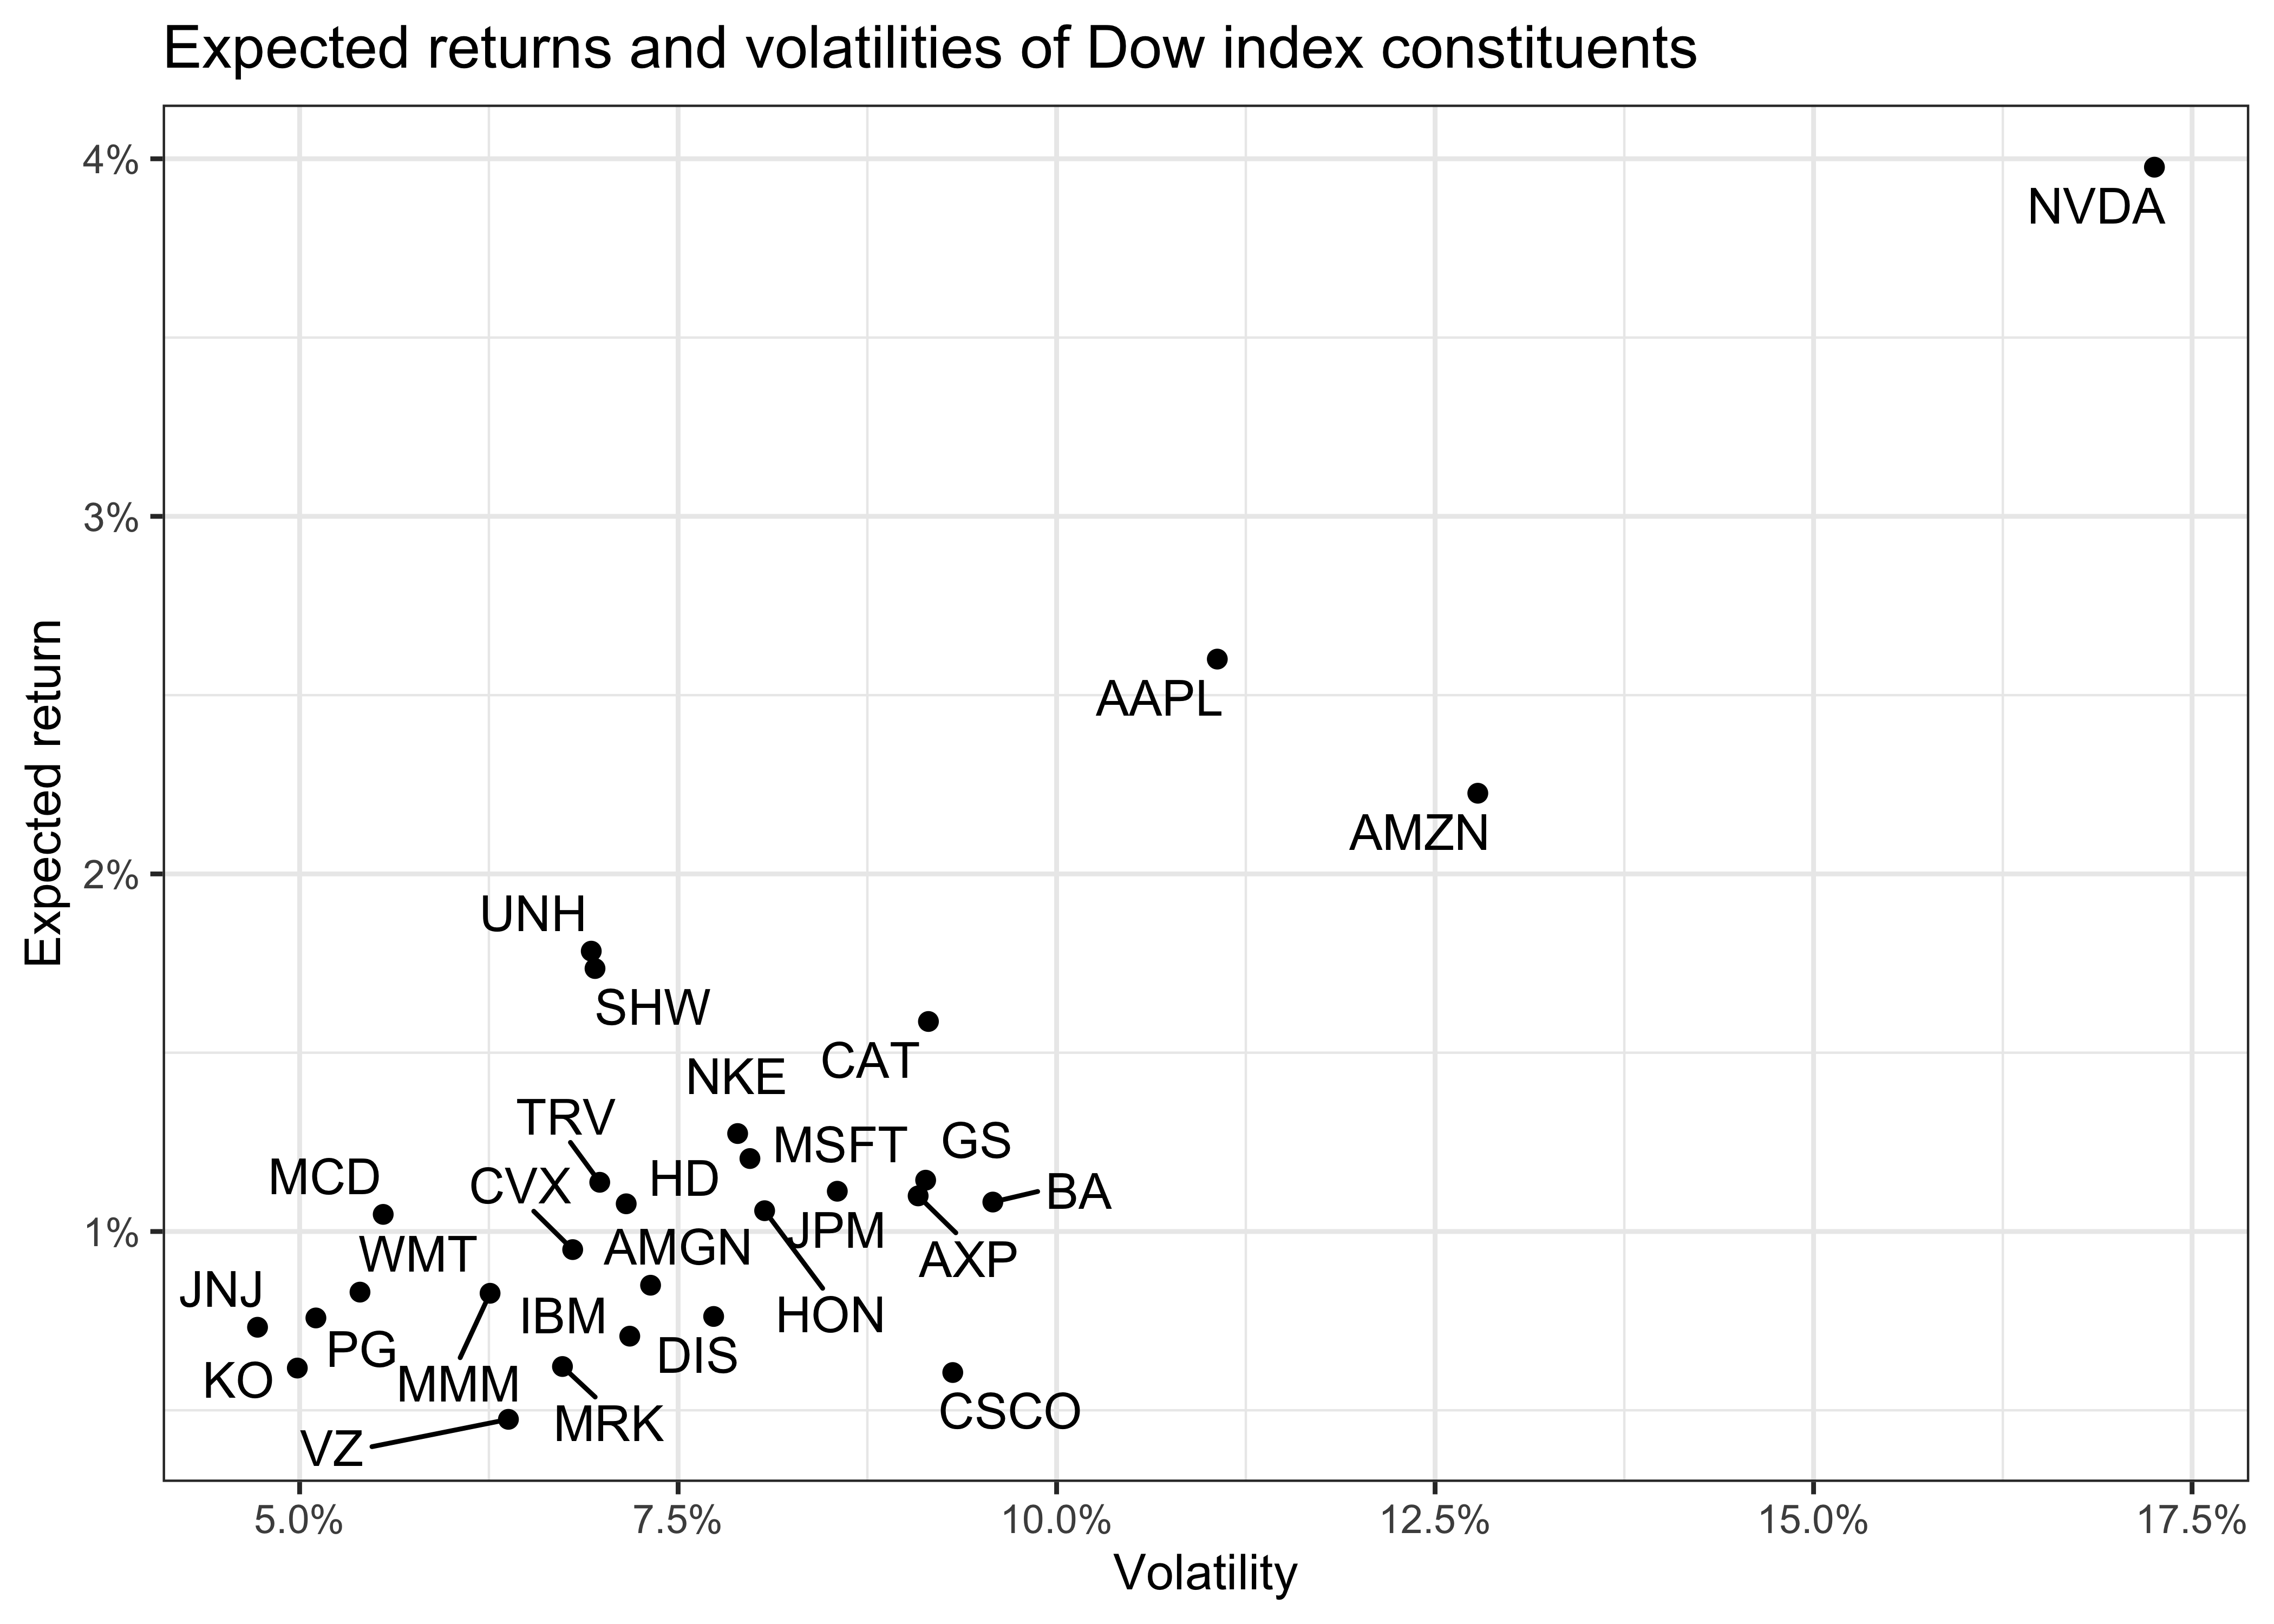 Expected returns and volatilities of Dow index constituents
4%
NVDA
3%
Expected return
AAPL
AMZN
2%
UNH
SHW
CAT
NKE
TRV
MSFT
GS
MCD
CVX
HD
BA
1%
WMT
AMGN
JPM
AXP
JNJ
IBM
HON
PG
DIS
KO
MMM
CSCO
MRK
VZ
5.0%
7.5%
10.0%
12.5%
15.0%
17.5%
Volatility